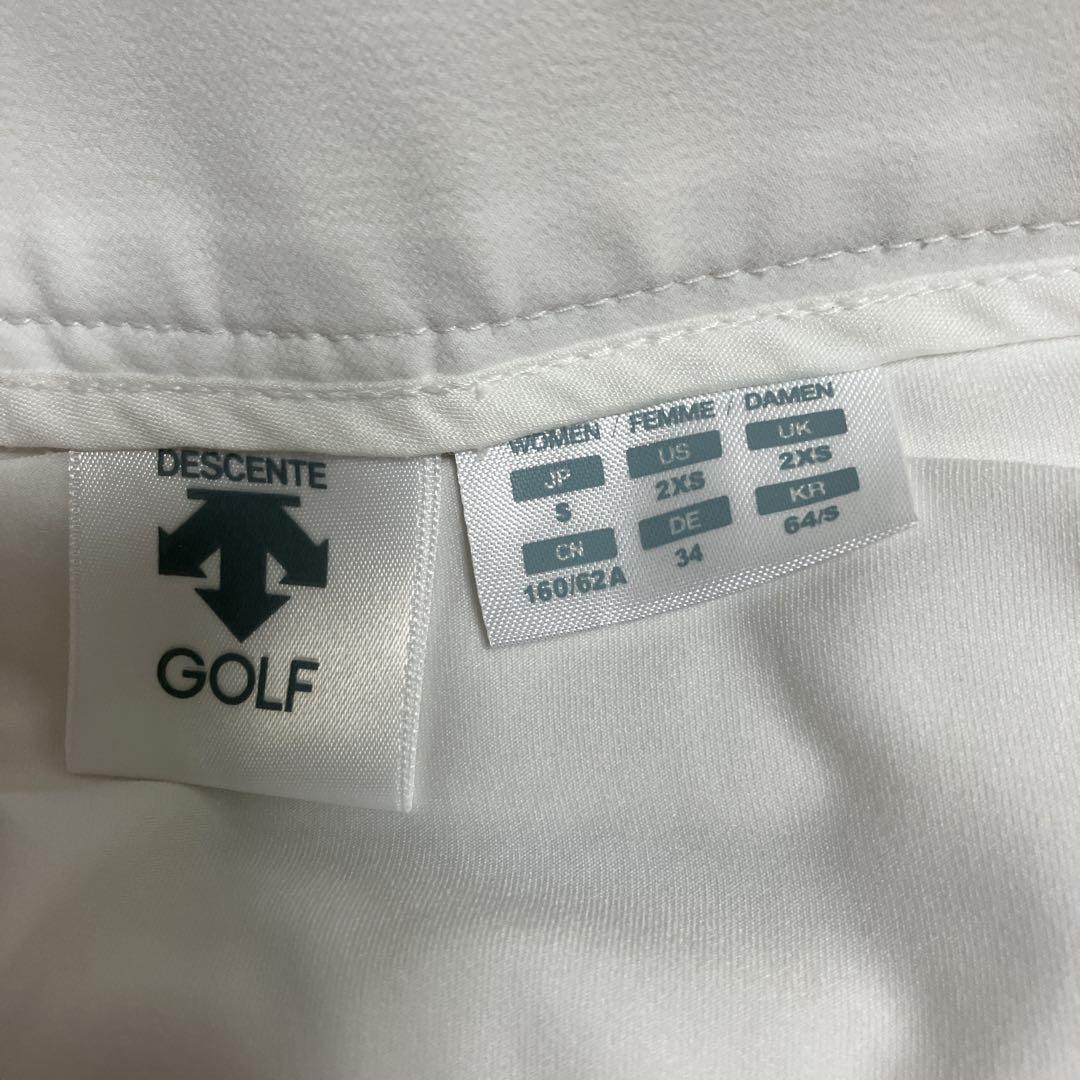 DESCENTE
GOLF
WOMEN / FEMME / DAMEN
JP US UK
S 2XS 2XS
CN DE KR
160/62A 34 64/S